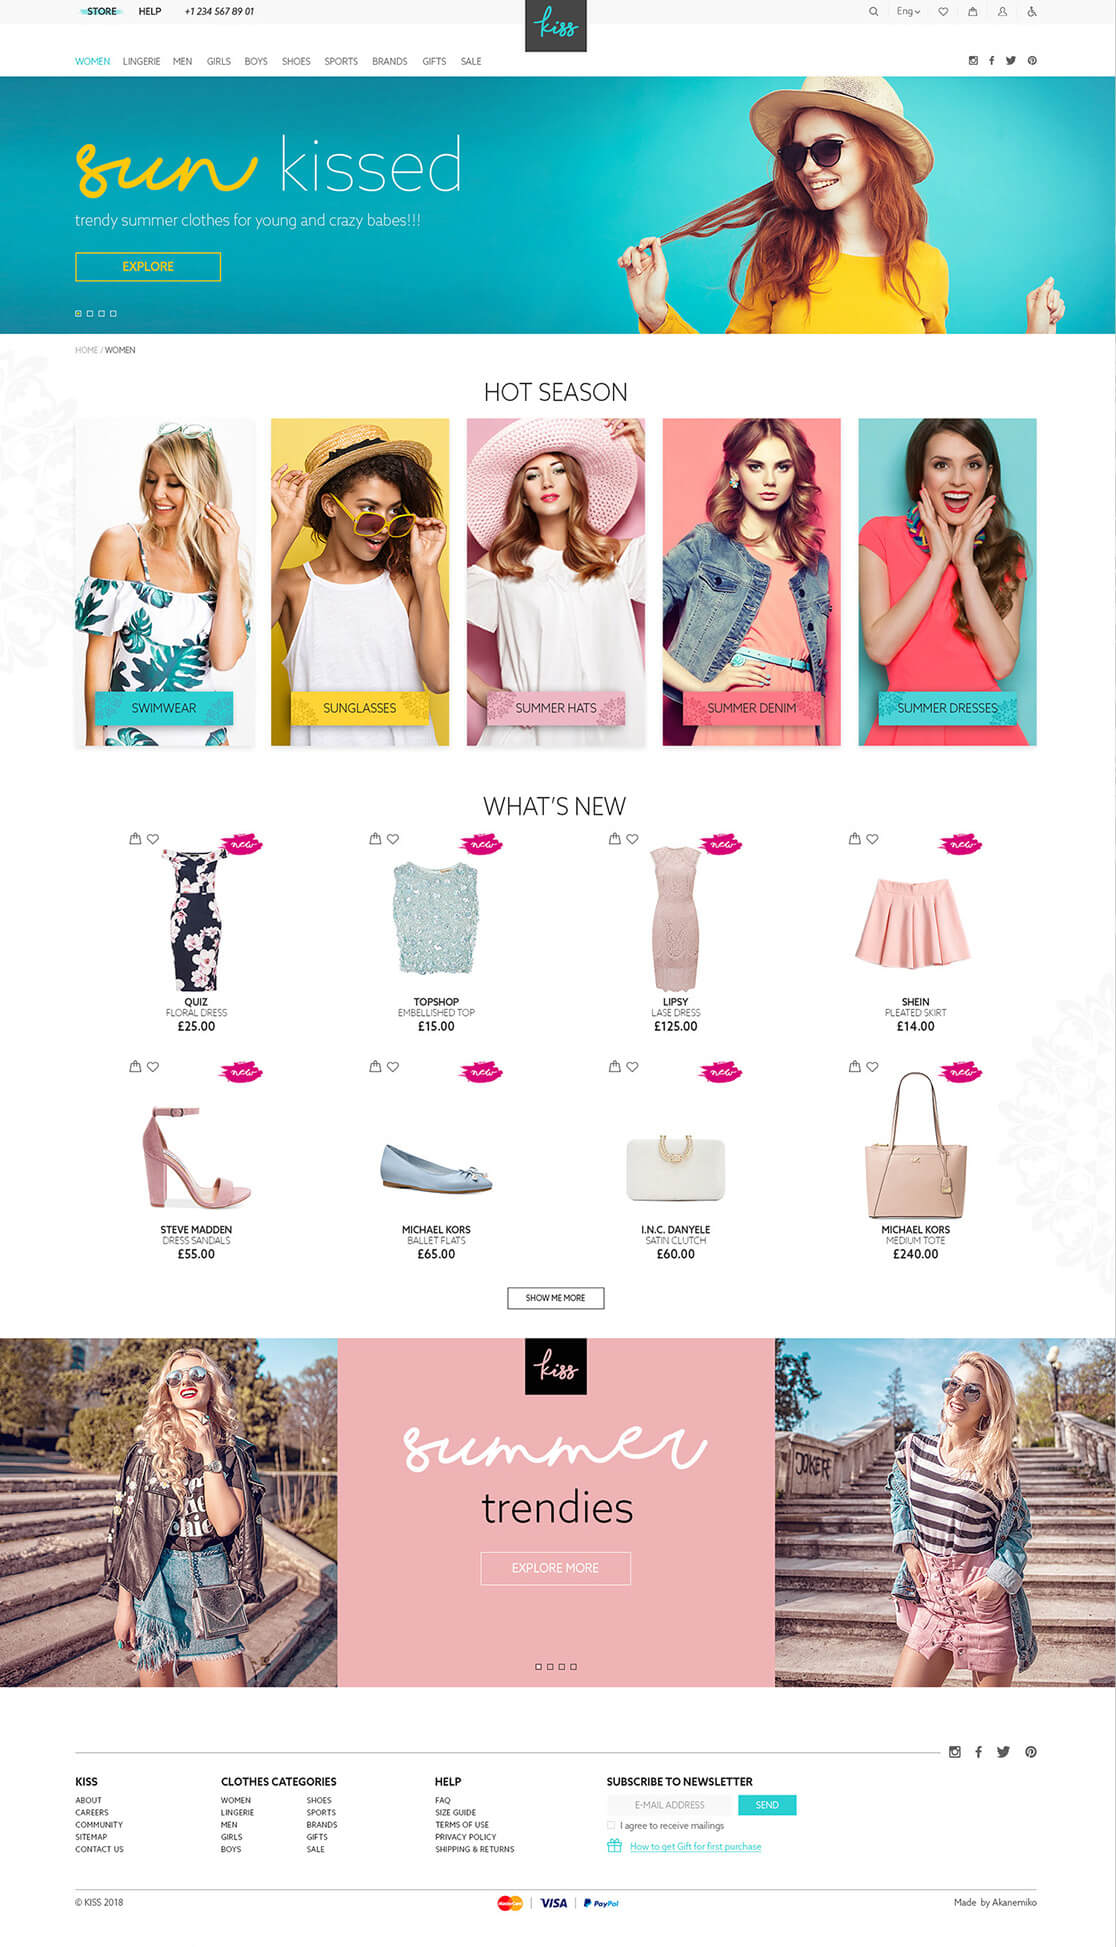 STORE HELP +1 234 567 89 01
kiss
Eng
WOMEN LINGERIE MEN GIRLS BOYS SHOES SPORTS BRANDS GIFTS SALE
sun kissed
trendy summer clothes for young and crazy babes!!!
EXPLORE
HOME / WOMEN
HOT SEASON
SWIMWEAR SUNGLASSES SUMMER HATS SUMMER DENIM SUMMER DRESSES
WHAT'S NEW
new new new new
QUIZ TOPSHOP LIPSY SHEIN
FLORAL DRESS EMBELLISHED TOP LASE DRESS PLEATED SKIRT
£25.00 £15.00 £125.00 £14.00
new new new new
STEVE MADDEN MICHAEL KORS I.N.C. DANYELE MICHAEL KORS
DRESS SANDALS BALLET FLATS SATIN CLUTCH MEDIUM TOTE
£55.00 £65.00 £60.00 £240.00
SHOW ME MORE
kiss
summer
trendies
EXPLORE MORE
JOKER
KISS CLOTHES CATEGORIES HELP SUBSCRIBE TO NEWSLETTER
ABOUT WOMEN SHOES FAQ E-MAIL ADDRESS SEND
CAREERS LINGERIE SPORTS SIZE GUIDE
COMMUNITY MEN BRANDS TERMS OF USE I agree to receive mailings
SITEMAP GIRLS GIFTS PRIVACY POLICY
CONTACT US BOYS SALE SHIPPING & RETURNS How to get Gift for first purchase
© KISS 2018 MasterCard VISA PayPal Made by Akanemiko